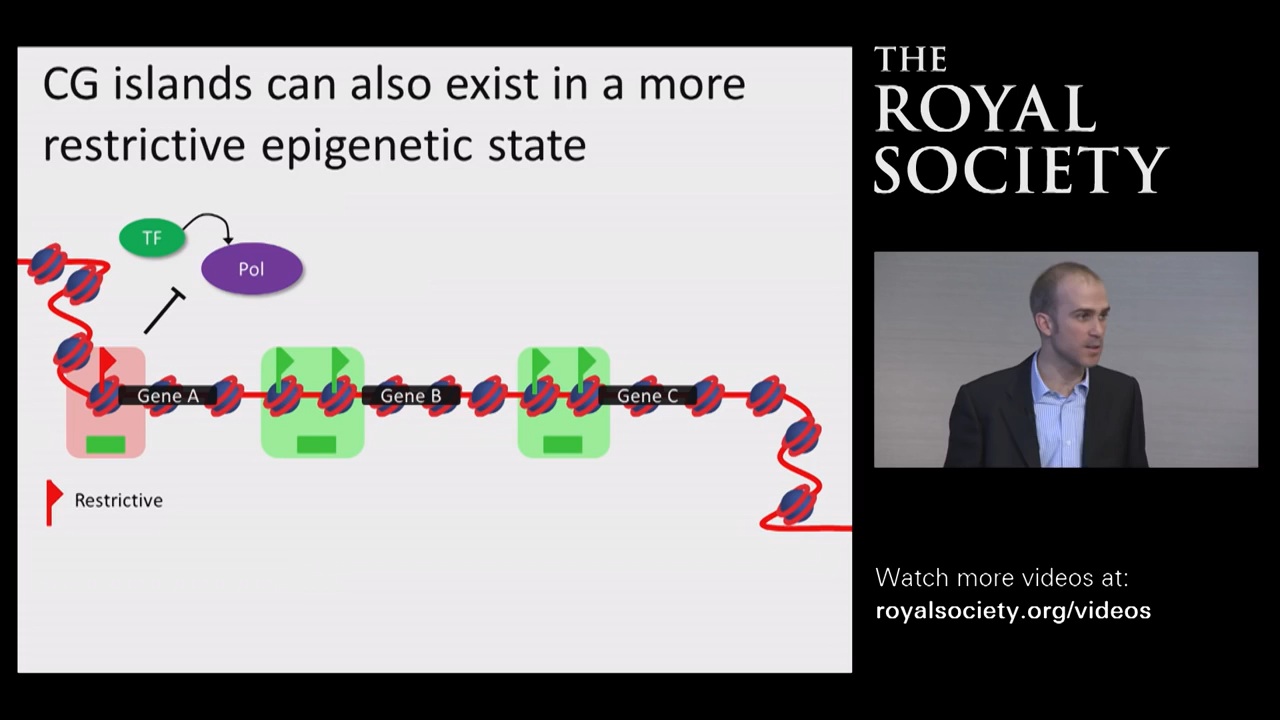 CG islands can also exist in a more
restrictive epigenetic state
TF
Pol
Gene A
Gene B
Gene C
Restrictive
THE
ROYAL
SOCIETY
Watch more videos at:
royalsociety.org/videos